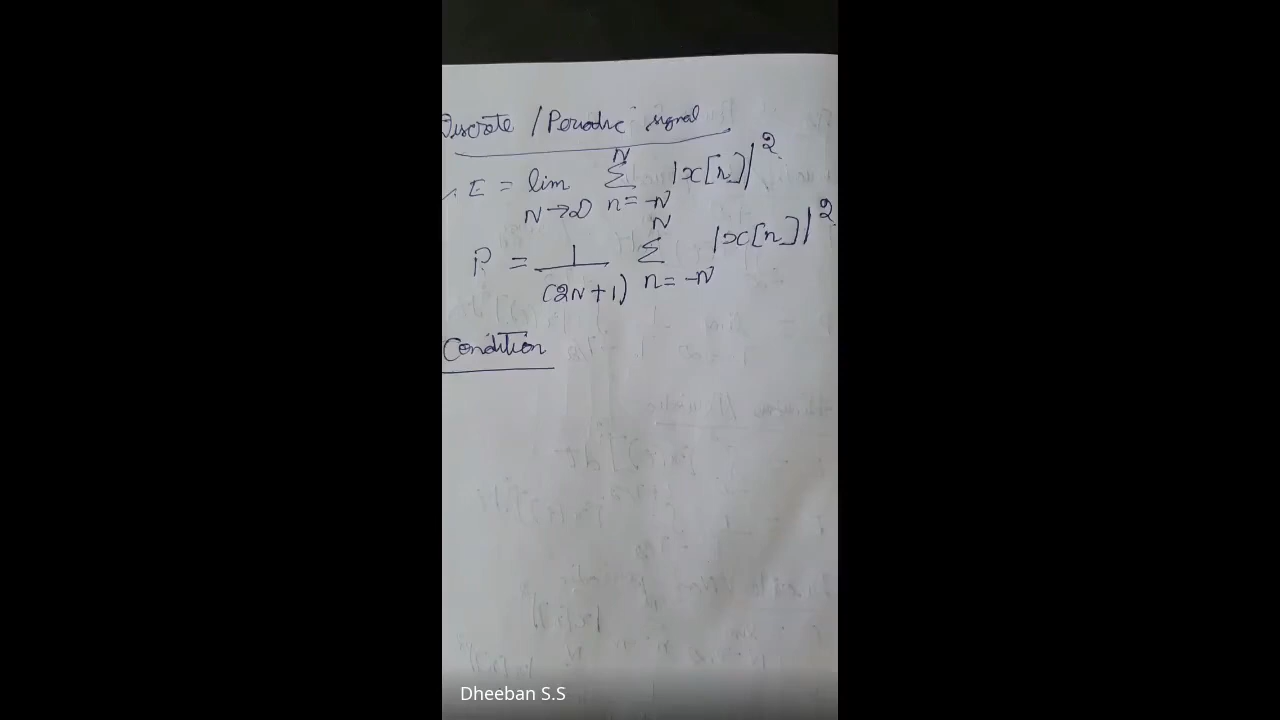 Discrete / Periodic signal
∴ E = lim N→∞ N Σ n=-N |x[n]|²
P = 1/(2N+1) N Σ n=-N |x[n]|²
Condition
Dheeban S.S